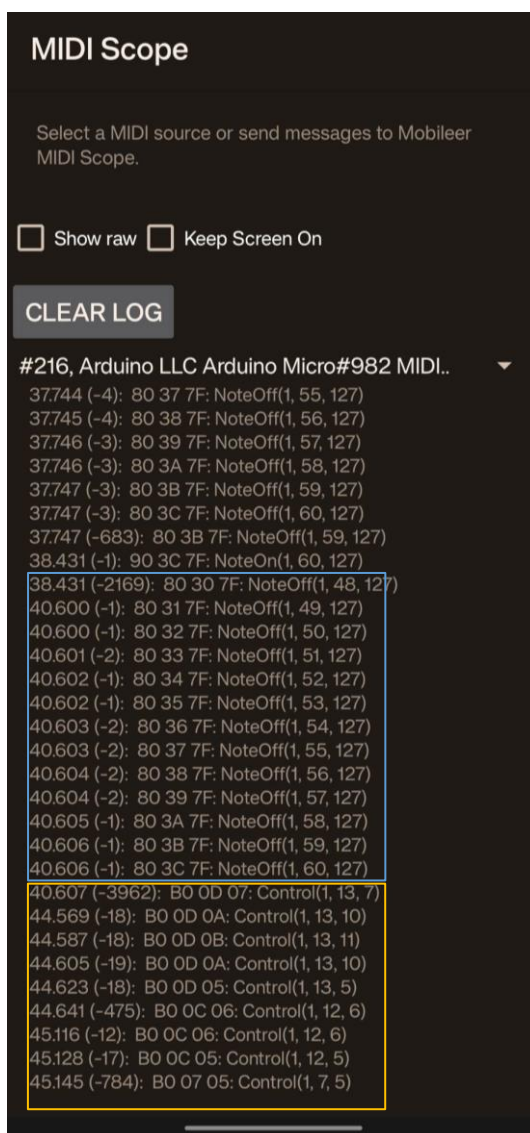 MIDI Scope
Select a MIDI source or send messages to Mobileer
MIDI Scope.
Show raw Keep Screen On
CLEAR LOG
#216, Arduino LLC Arduino Micro#982 MIDI..
37.744 (-4): 80 37 7F: NoteOff(1, 55, 127)
37.745 (-4): 80 38 7F: NoteOff(1, 56, 127)
37.746 (-3): 80 39 7F: NoteOff(1, 57, 127)
37.746 (-3): 80 3A 7F: NoteOff(1, 58, 127)
37.747 (-3): 80 3B 7F: NoteOff(1, 59, 127)
37.747 (-3): 80 3C 7F: NoteOff(1, 60, 127)
37.747 (-683): 80 3B 7F: NoteOff(1, 59, 127)
38.431 (-1): 90 3C 7F: NoteOn(1, 60, 127)
38.431 (-2169): 80 30 7F: NoteOff(1, 48, 127)
40.600 (-1): 80 31 7F: NoteOff(1, 49, 127)
40.600 (-1): 80 32 7F: NoteOff(1, 50, 127)
40.601 (-2): 80 33 7F: NoteOff(1, 51, 127)
40.602 (-1): 80 34 7F: NoteOff(1, 52, 127)
40.602 (-1): 80 35 7F: NoteOff(1, 53, 127)
40.603 (-2): 80 36 7F: NoteOff(1, 54, 127)
40.603 (-2): 80 37 7F: NoteOff(1, 55, 127)
40.604 (-2): 80 38 7F: NoteOff(1, 56, 127)
40.604 (-2): 80 39 7F: NoteOff(1, 57, 127)
40.605 (-1): 80 3A 7F: NoteOff(1, 58, 127)
40.606 (-1): 80 3B 7F: NoteOff(1, 59, 127)
40.606 (-1): 80 3C 7F: NoteOff(1, 60, 127)
40.607 (-3962): B0 0D 07: Control(1, 13, 7)
44.569 (-18): B0 0D 0A: Control(1, 13, 10)
44.587 (-18): B0 0D 0B: Control(1, 13, 11)
44.605 (-19): B0 0D 0A: Control(1, 13, 10)
44.623 (-18): B0 0D 05: Control(1, 13, 5)
44.641 (-475): B0 0C 06: Control(1, 12, 6)
45.116 (-12): B0 0C 06: Control(1, 12, 6)
45.128 (-17): B0 0C 05: Control(1, 12, 5)
45.145 (-784): B0 07 05: Control(1, 7, 5)